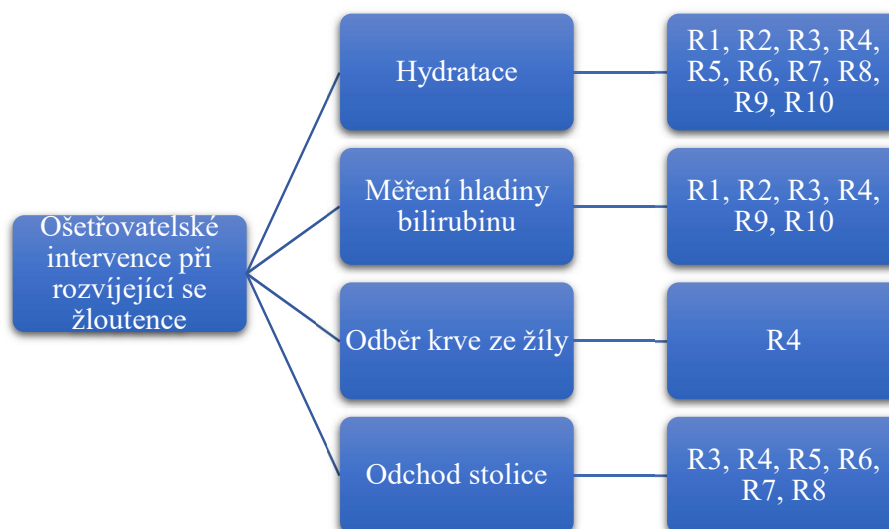 Ošetřovatelské
intervence při
rozvíjející se
žloutence
Hydratace
R1, R2, R3, R4,
R5, R6, R7, R8,
R9, R10
Měření hladiny
bilirubinu
R1, R2, R3, R4,
R9, R10
Odběr krve ze žíly
R4
Odchod stolice
R3, R4, R5, R6,
R7, R8